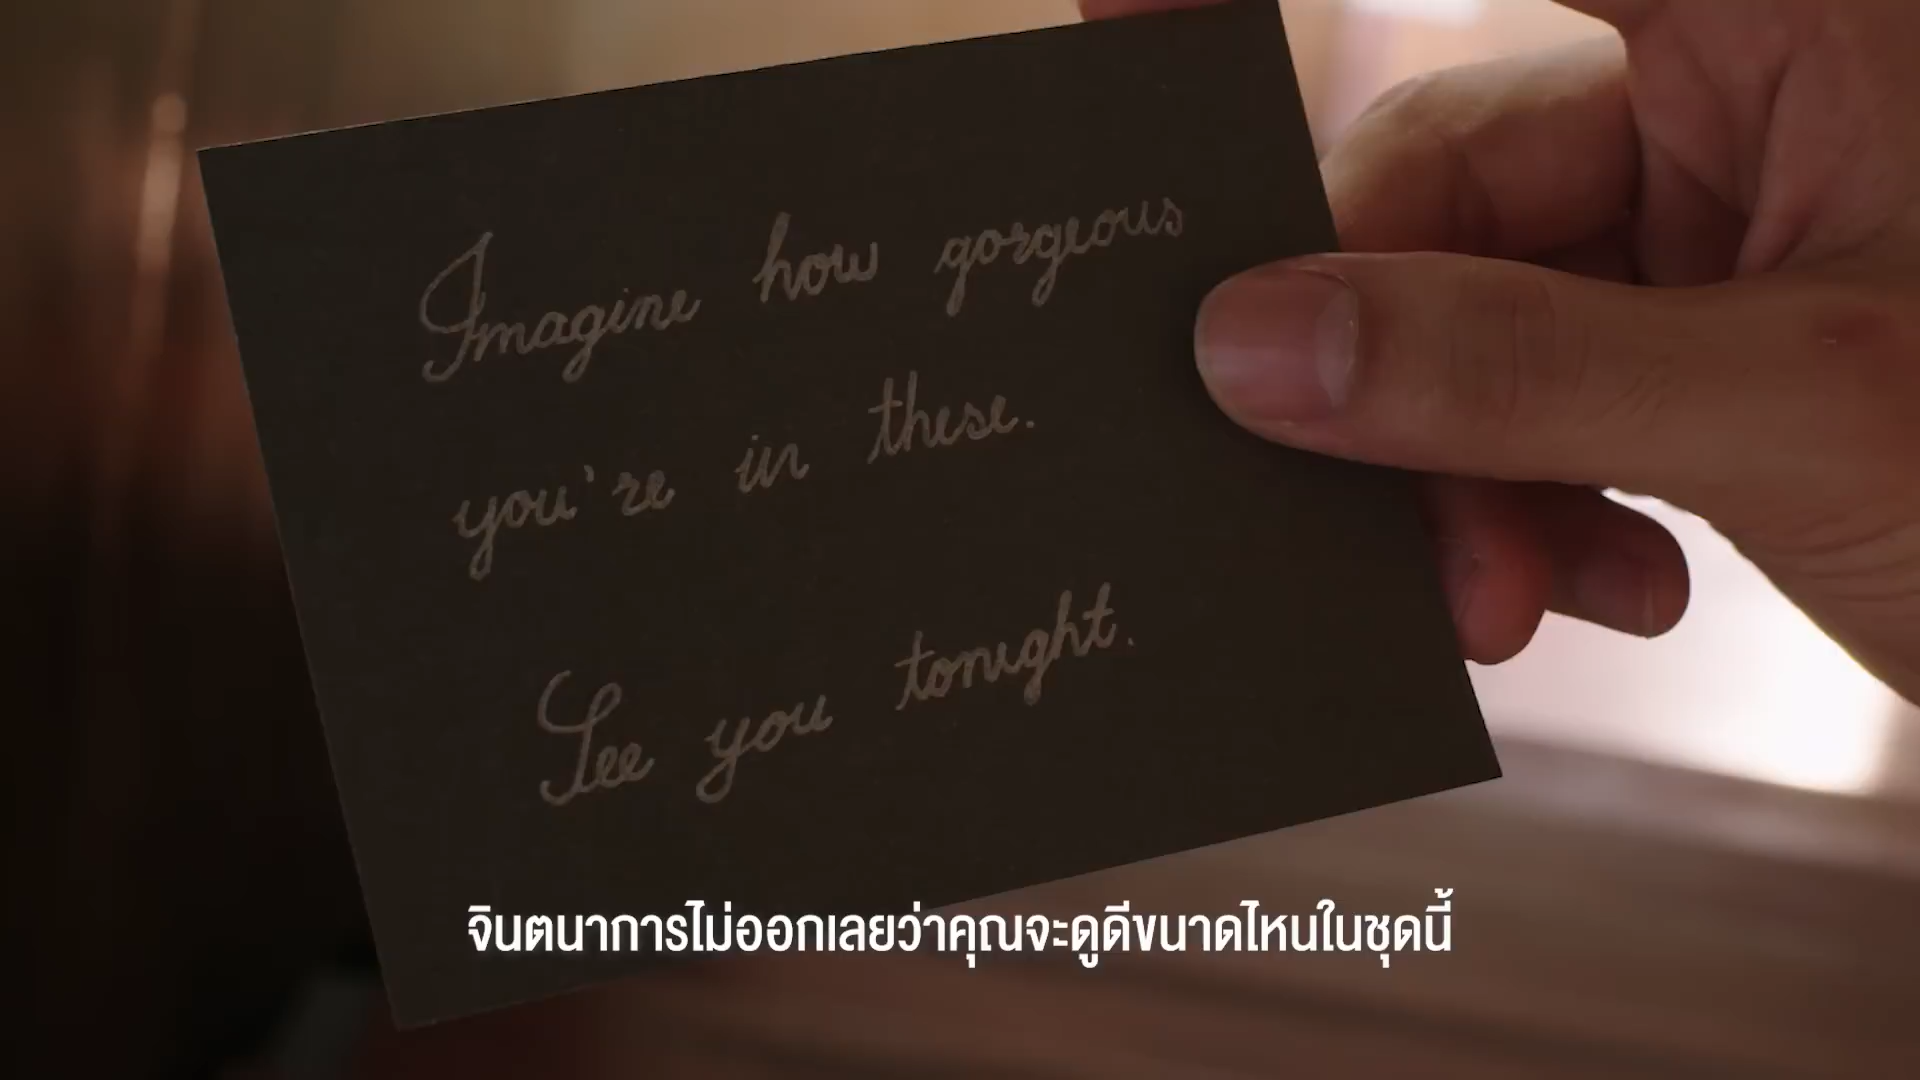 Imagine how gorgeous
you're in these.
See you tonight.
จินตนาการไม่ออกเลยว่าคุณจะดูดีขนาดไหนในชุดนี้